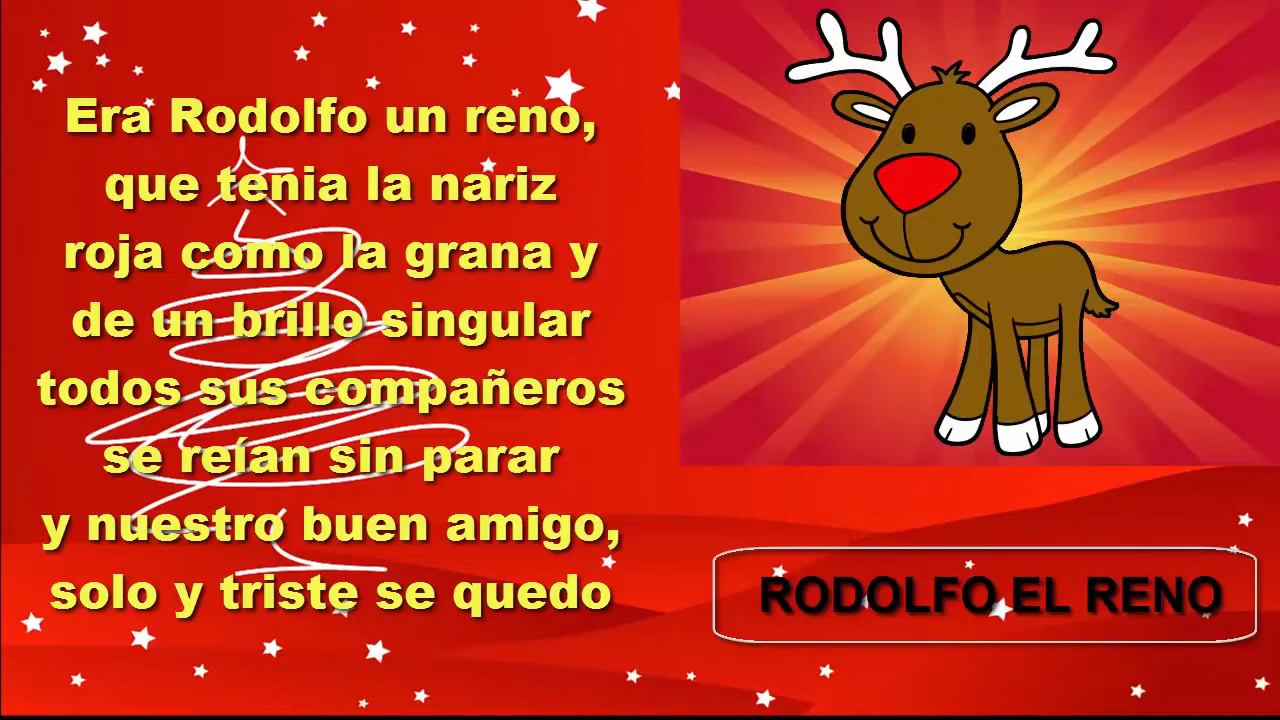 Era Rodolfo un reno,
que tenia la nariz
roja como la grana y
de un brillo singular
todos sus compañeros
se reían sin parar
y nuestro buen amigo,
solo y triste se quedo
RODOLFO EL RENO